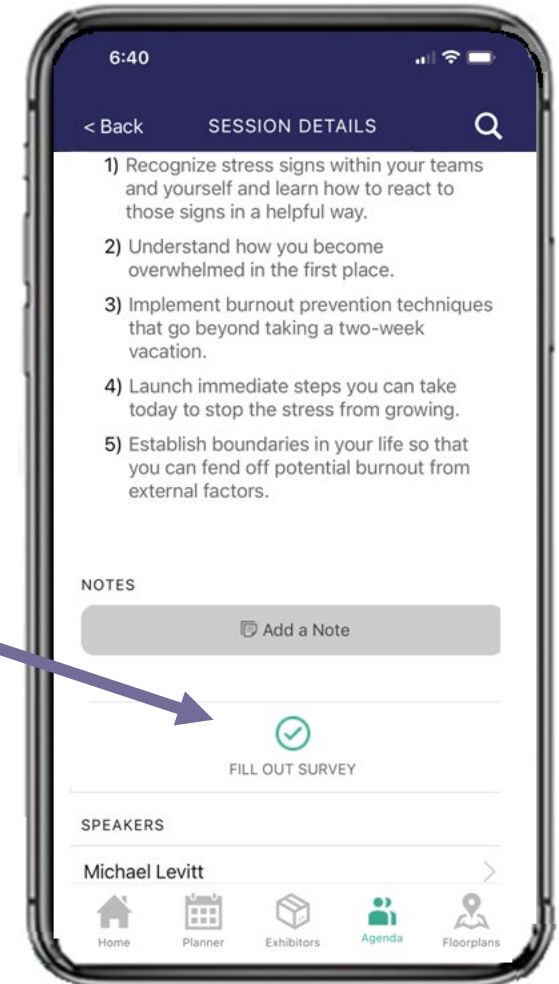 6:40
< Back SESSION DETAILS
1) Recognize stress signs within your teams
and yourself and learn how to react to
those signs in a helpful way.
2) Understand how you become
overwhelmed in the first place.
3) Implement burnout prevention techniques
that go beyond taking a two-week
vacation.
4) Launch immediate steps you can take
today to stop the stress from growing.
5) Establish boundaries in your life so that
you can fend off potential burnout from
external factors.
NOTES
Add a Note
FILL OUT SURVEY
SPEAKERS
Michael Levitt
Home Planner Exhibitors Agenda Floorplans